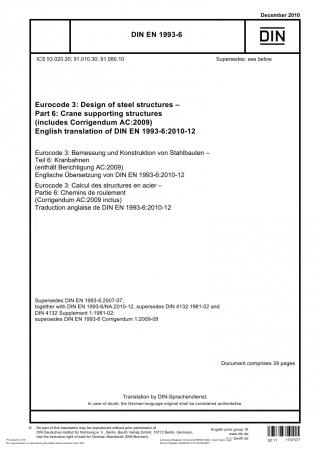 December 2010
DIN EN 1993-6
DIN
ICS 53.020.20; 91.010.30; 91.080.10
Supersedes: see below
Eurocode 3: Design of steel structures –
Part 6: Crane supporting structures
(includes Corrigendum AC:2009)
English translation of DIN EN 1993-6:2010-12
Eurocode 3: Bemessung und Konstruktion von Stahlbauten –
Teil 6: Kranbahnen
(enthält Berichtigung AC:2009)
Englische Übersetzung von DIN EN 1993-6:2010-12
Eurocode 3: Calcul des structures en acier –
Partie 6: Chemins de roulement
(Corrigendum AC:2009 inclus)
Traduction anglaise de DIN EN 1993-6:2010-12
Supersedes DIN EN 1993-6:2007-07;
together with DIN EN 1993-6/NA:2010-12, supersedes DIN 4132:1981-02 and
DIN 4132 Supplement 1:1981-02;
supersedes DIN EN 1993-6 Corrigendum 1:2009-09
Document comprises 39 pages
Translation by DIN-Sprachendienst.
In case of doubt, the German-language original shall be considered authoritative.
© No part of this publication may be reproduced without prior permission of
DIN Deutsches Institut für Normung e. V., Berlin. Beuth Verlag GmbH, 10772 Berlin, Germany,
has the exclusive right of sale for German Standards (DIN-Normen).
English price group 16
www.din.de
www.beuth.de